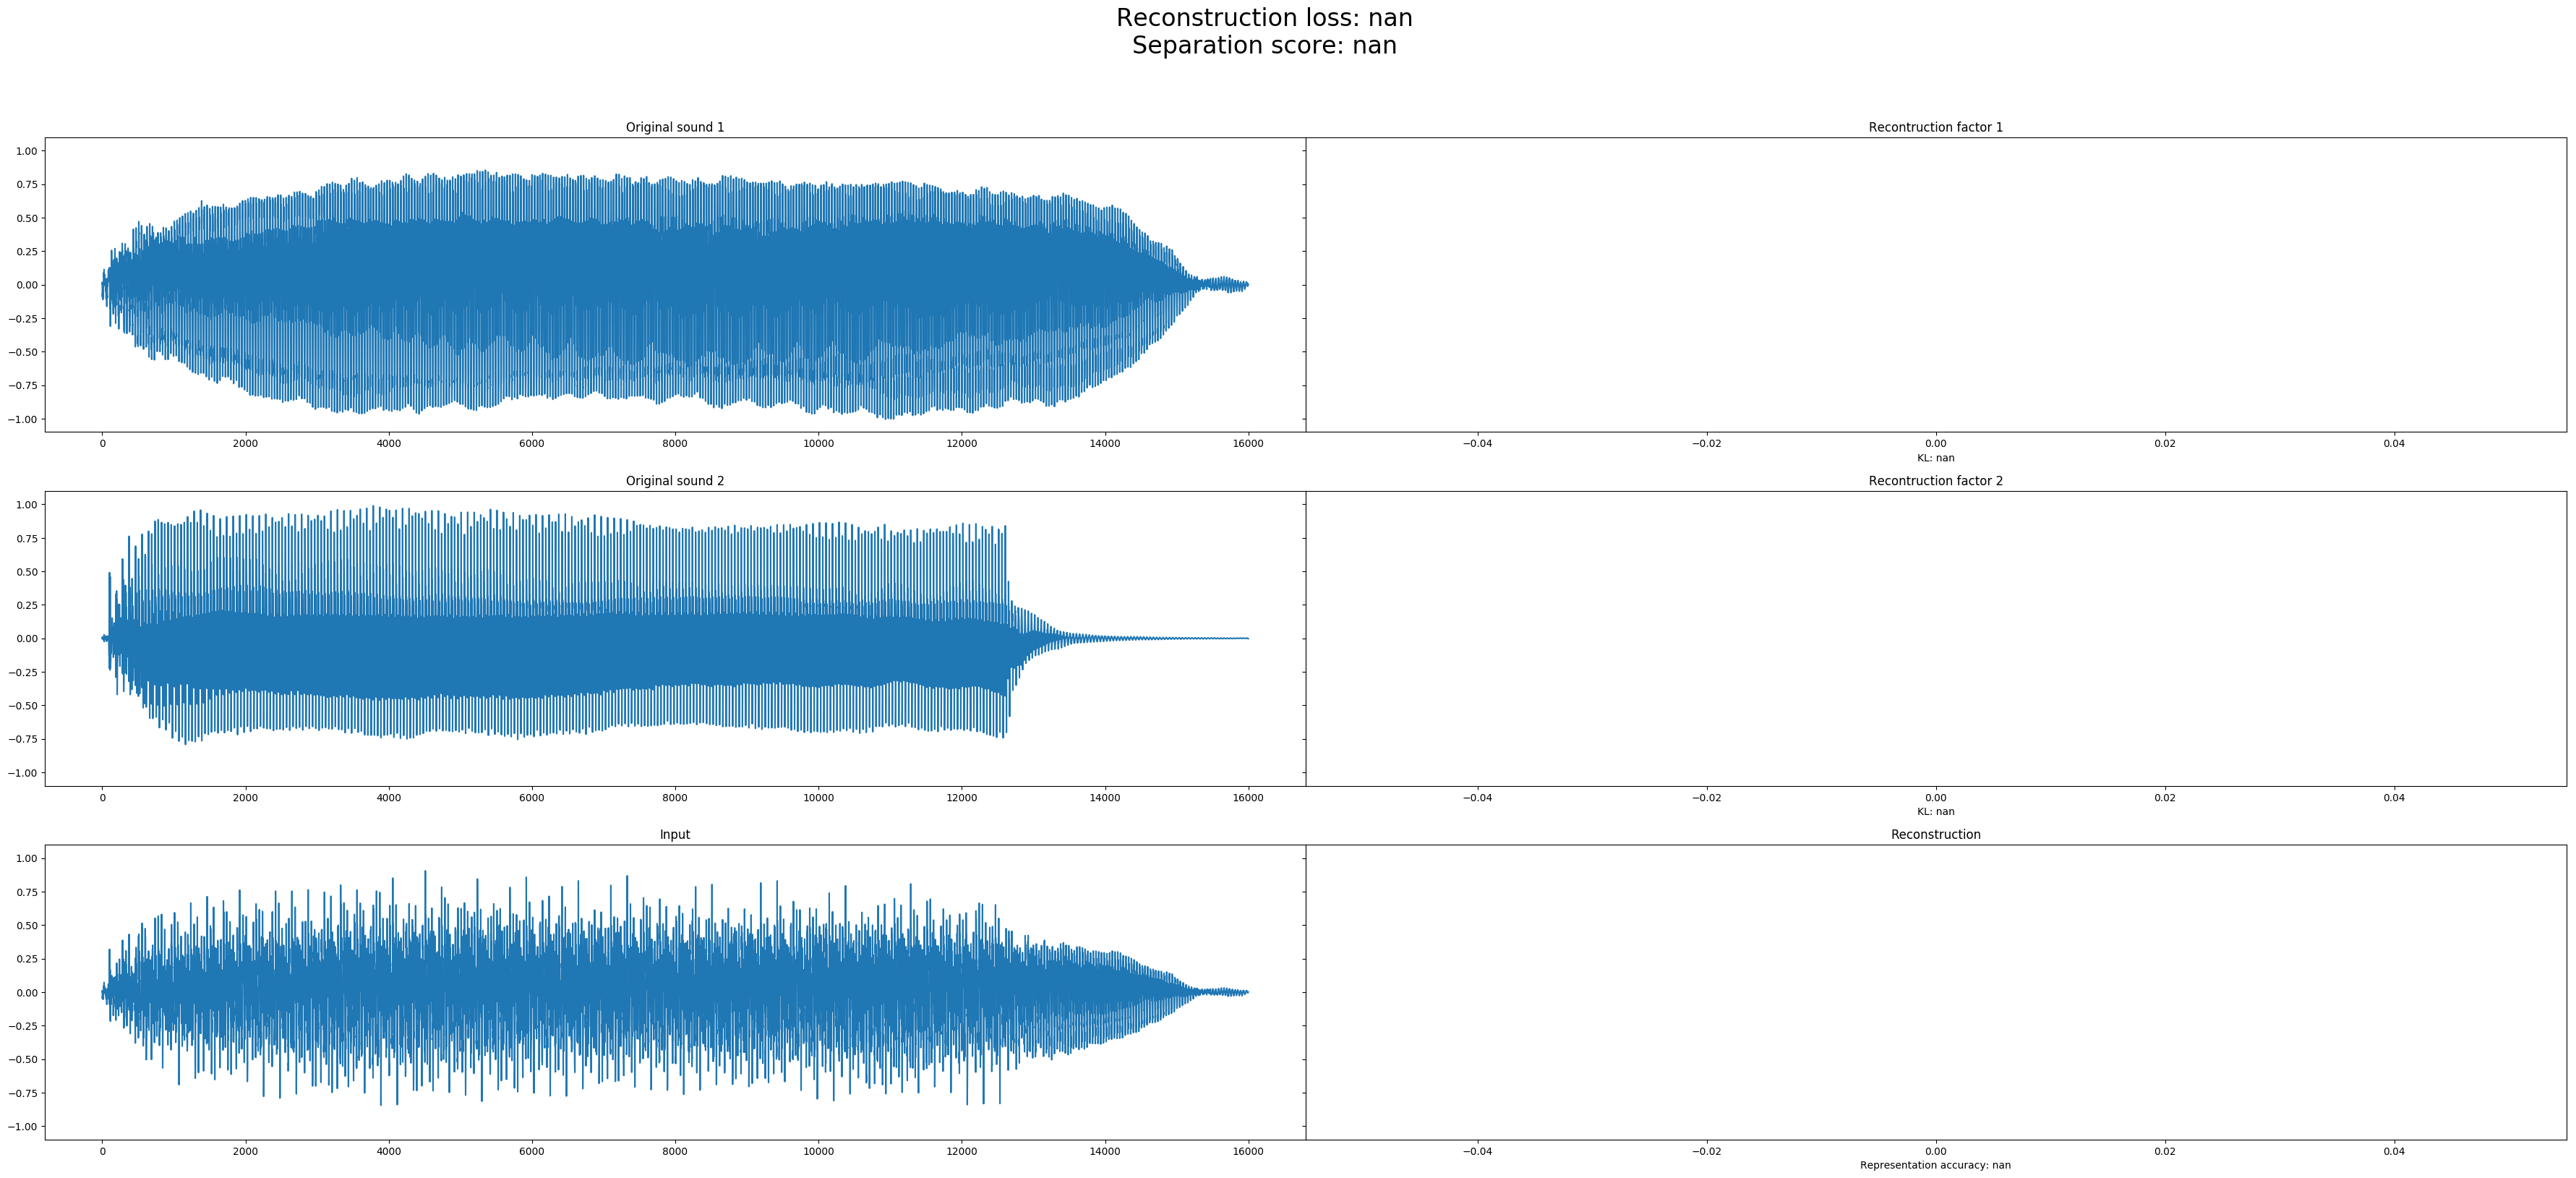 Reconstruction loss: nan
Separation score: nan
Original sound 1
Recontruction factor 1
1.00
0.75
0.50
0.25
0.00
−0.25
−0.50
−0.75
−1.00
0 2000 4000 6000 8000 10000 12000 14000 16000
−0.04 −0.02 0.00 0.02 0.04
KL: nan
Original sound 2
Recontruction factor 2
1.00
0.75
0.50
0.25
0.00
−0.25
−0.50
−0.75
−1.00
0 2000 4000 6000 8000 10000 12000 14000 16000
−0.04 −0.02 0.00 0.02 0.04
KL: nan
Input
Reconstruction
1.00
0.75
0.50
0.25
0.00
−0.25
−0.50
−0.75
−1.00
0 2000 4000 6000 8000 10000 12000 14000 16000
−0.04 −0.02 0.00 0.02 0.04
Representation accuracy: nan